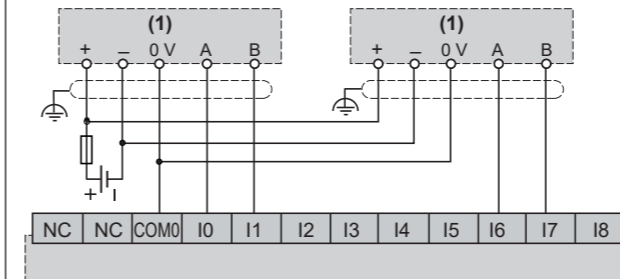 (1) (1)
+ – 0 V A B + – 0 V A B
+
NC NC COM0 I0 I1 I2 I3 I4 I5 I6 I7 I8